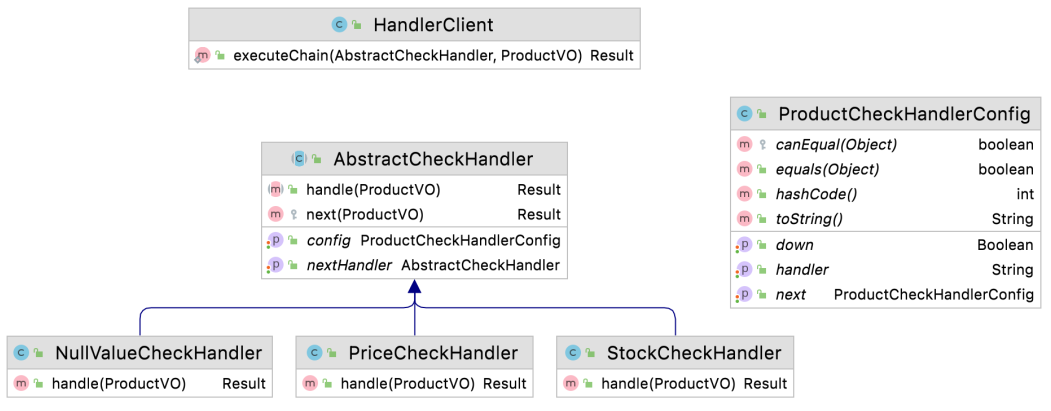 HandlerClient
executeChain(AbstractCheckHandler, ProductVO) Result
AbstractCheckHandler
handle(ProductVO) Result
next(ProductVO) Result
config ProductCheckHandlerConfig
nextHandler AbstractCheckHandler
ProductCheckHandlerConfig
canEqual(Object) boolean
equals(Object) boolean
hashCode() int
toString() String
down Boolean
handler String
next ProductCheckHandlerConfig
NullValueCheckHandler
handle(ProductVO) Result
PriceCheckHandler
handle(ProductVO) Result
StockCheckHandler
handle(ProductVO) Result